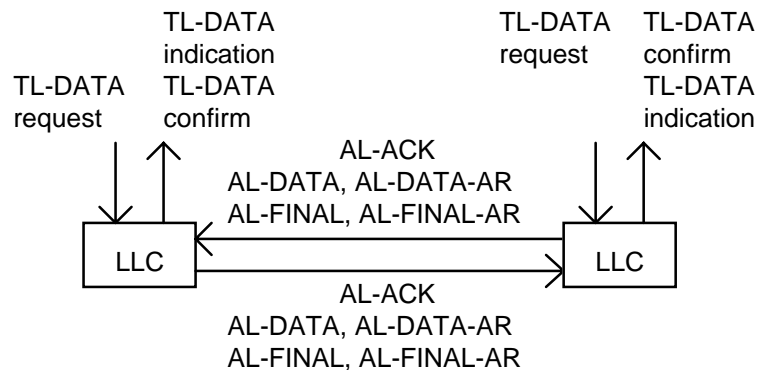 TL-DATA
indication
TL-DATA
request
TL-DATA
confirm
TL-DATA
request
TL-DATA
confirm
TL-DATA
indication
AL-ACK
AL-DATA, AL-DATA-AR
AL-FINAL, AL-FINAL-AR
LLC
LLC
AL-ACK
AL-DATA, AL-DATA-AR
AL-FINAL, AL-FINAL-AR